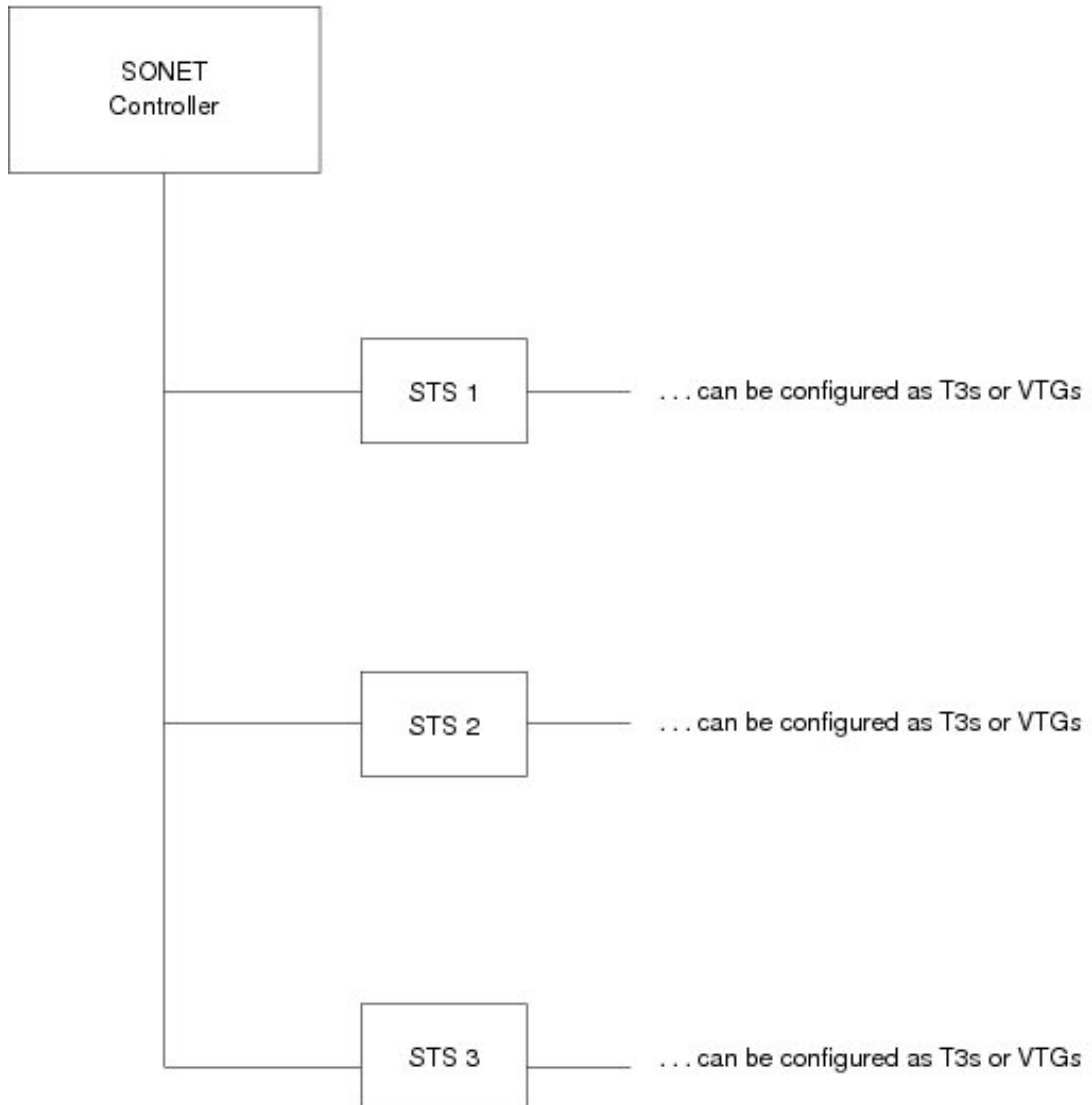 SONET
Controller
STS 1
. . . can be configured as T3s or VTGs
STS 2
. . . can be configured as T3s or VTGs
STS 3
. . . can be configured as T3s or VTGs